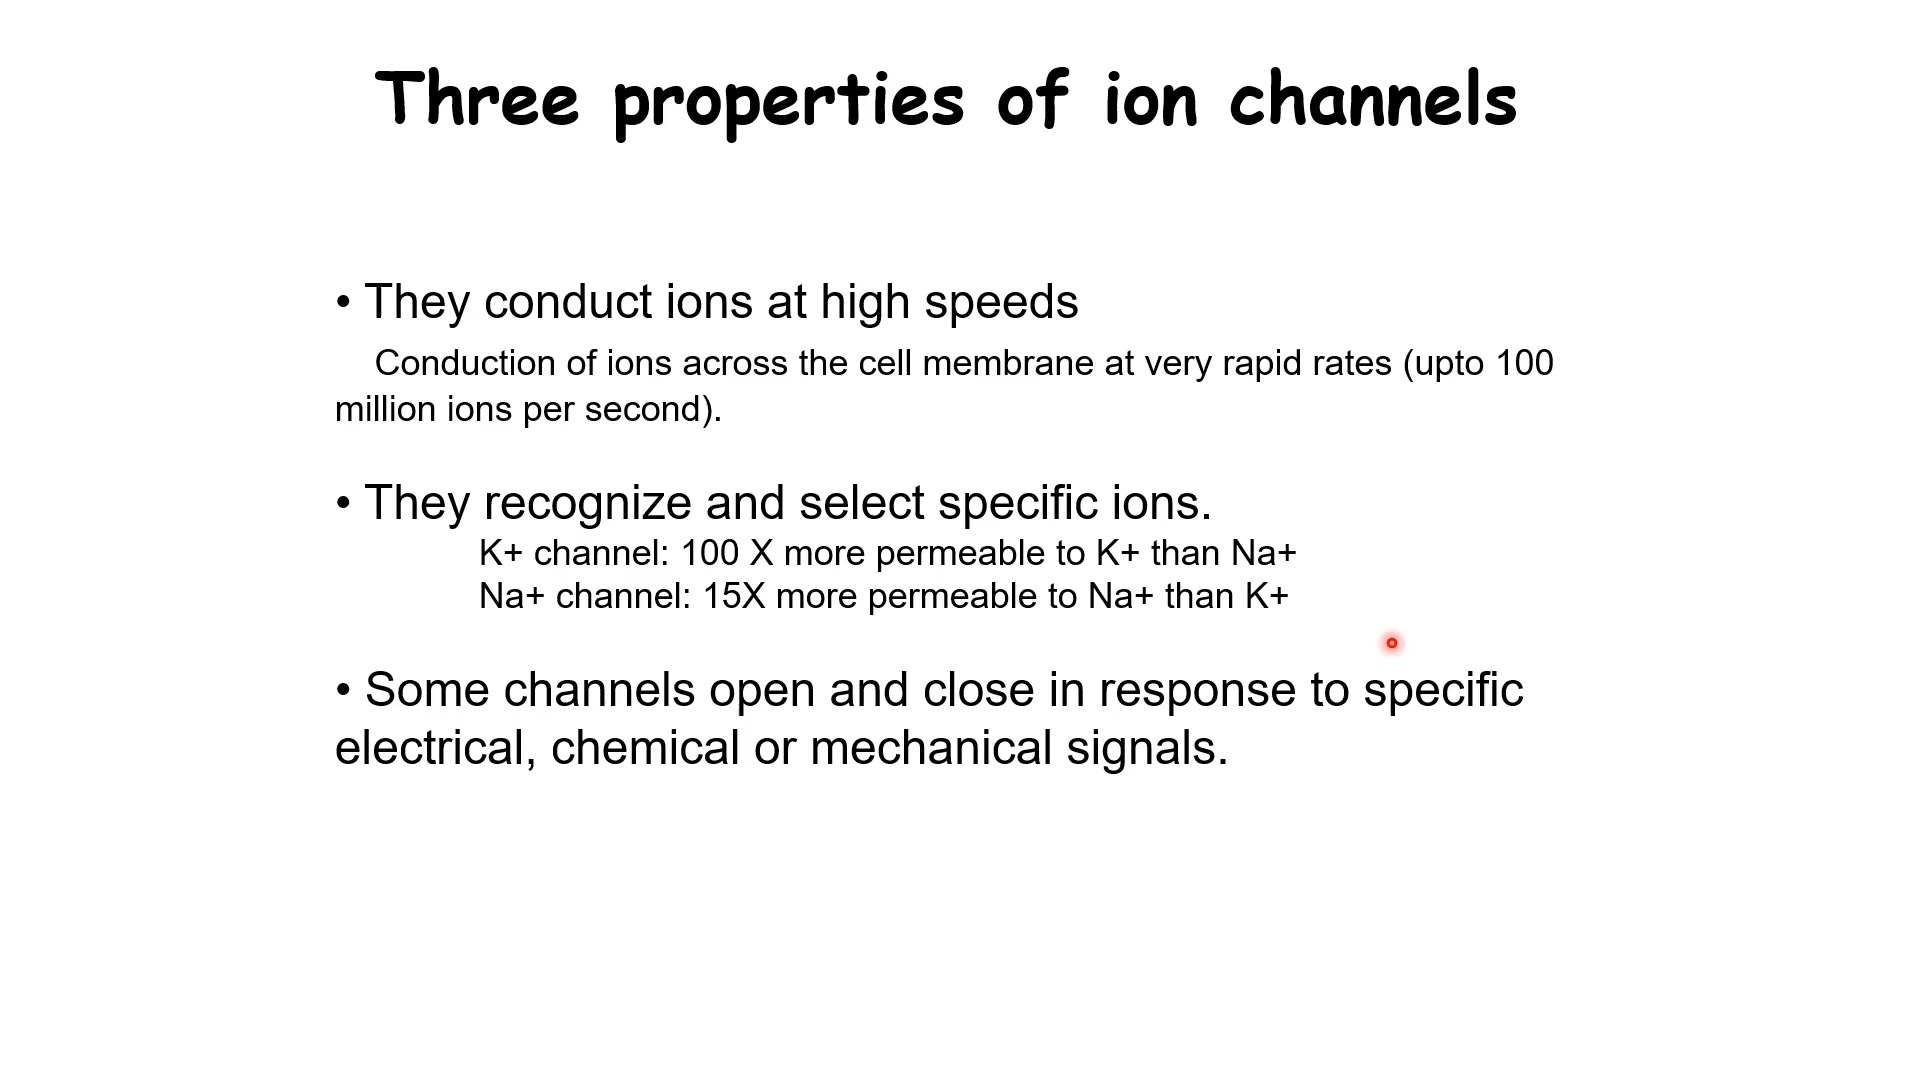 Three properties of ion channels
• They conduct ions at high speeds
Conduction of ions across the cell membrane at very rapid rates (upto 100
million ions per second).
• They recognize and select specific ions.
K+ channel: 100 X more permeable to K+ than Na+
Na+ channel: 15X more permeable to Na+ than K+
• Some channels open and close in response to specific
electrical, chemical or mechanical signals.